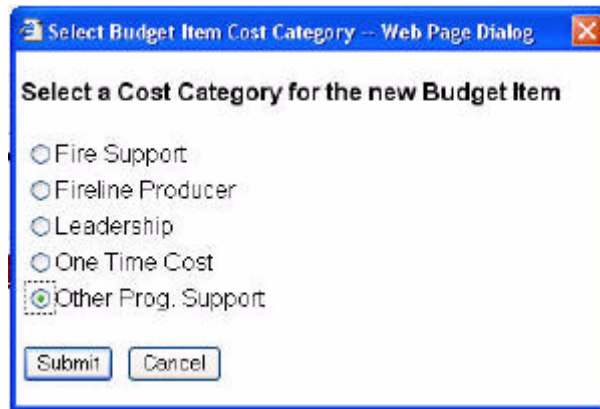 Select Budget Item Cost Category -- Web Page Dialog
Select a Cost Category for the new Budget Item
Fire Support
Fireline Producer
Leadership
One Time Cost
Other Prog. Support
Submit Cancel